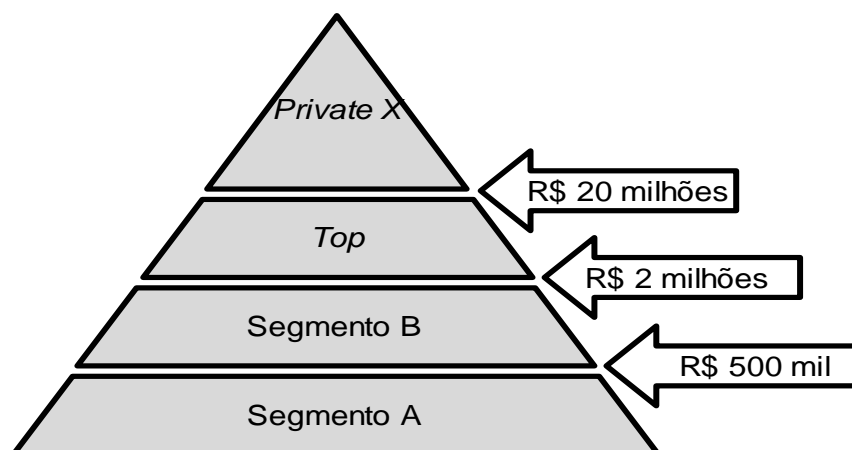 Private X
R$ 20 milhões
Top
R$ 2 milhões
Segmento B
R$ 500 mil
Segmento A